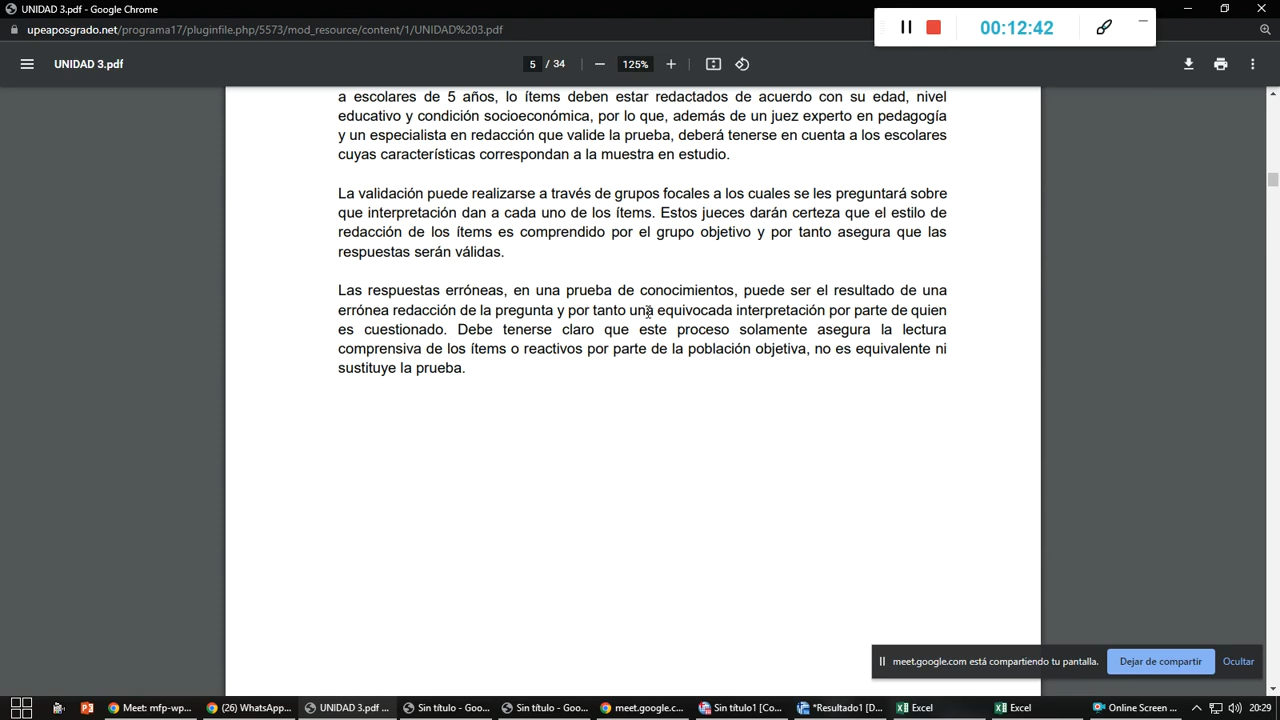 UNIDAD 3.pdf - Google Chrome
upeaposgrado.net/programa17/pluginfile.php/5573/mod_resource/content/1/UNIDAD%203.pdf
00:12:42
UNIDAD 3.pdf
5 / 34
125%
a escolares de 5 años, lo ítems deben estar redactados de acuerdo con su edad, nivel
educativo y condición socioeconómica, por lo que, además de un juez experto en pedagogía
y un especialista en redacción que valide la prueba, deberá tenerse en cuenta a los escolares
cuyas características correspondan a la muestra en estudio.
La validación puede realizarse a través de grupos focales a los cuales se les preguntará sobre
que interpretación dan a cada uno de los ítems. Estos jueces darán certeza que el estilo de
redacción de los ítems es comprendido por el grupo objetivo y por tanto asegura que las
respuestas serán válidas.
Las respuestas erróneas, en una prueba de conocimientos, puede ser el resultado de una
errónea redacción de la pregunta y por tanto una equivocada interpretación por parte de quien
es cuestionado. Debe tenerse claro que este proceso solamente asegura la lectura
comprensiva de los ítems o reactivos por parte de la población objetiva, no es equivalente ni
sustituye la prueba.
meet.google.com está compartiendo tu pantalla.
Dejar de compartir
Ocultar
Meet: mfp-wp...
(26) WhatsApp...
UNIDAD 3.pdf ...
Sin título - Goo...
Sin título - Goo...
meet.google.c...
Sin título1 [Co...
*Resultado1 [D...
Excel
Excel
Online Screen ...
20:29